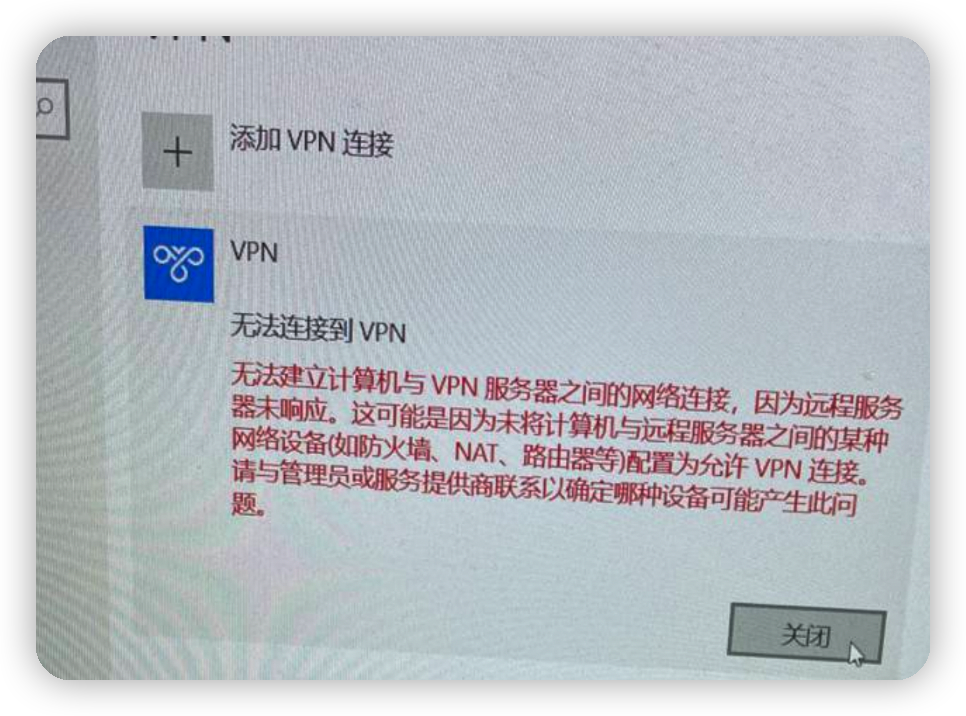 添加 VPN 连接
VPN
无法连接到 VPN
无法建立计算机与 VPN 服务器之间的网络连接，因为远程服务
器未响应。这可能是因为未将计算机与远程服务器之间的某种
网络设备(如防火墙、NAT、路由器等)配置为允许 VPN 连接。
请与管理员或服务提供商联系以确定哪种设备可能产生此问
题。
关闭